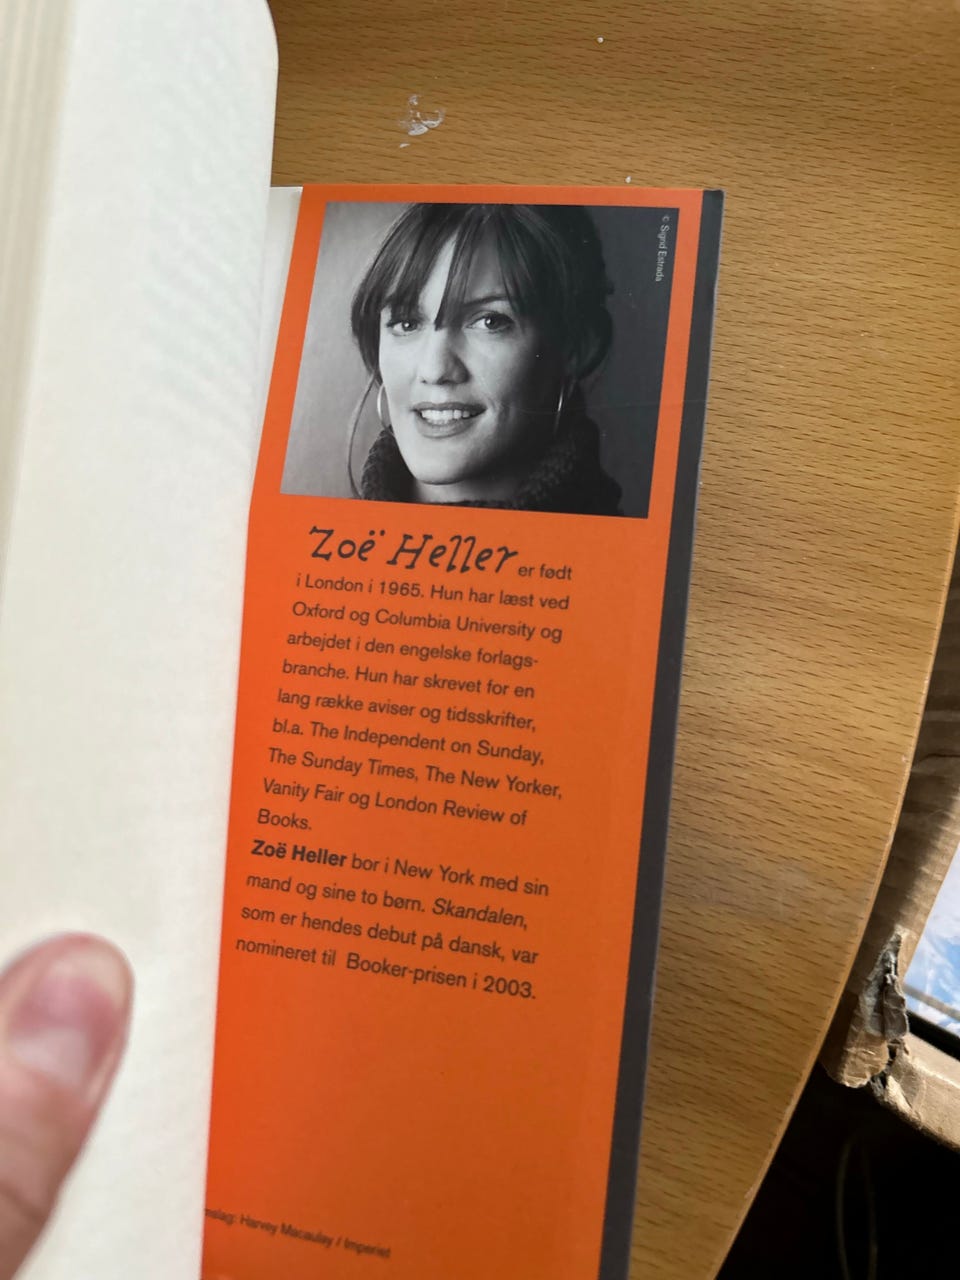 © Sigrid Estrada
Zoë Heller er født
i London i 1965. Hun har læst ved
Oxford og Columbia University og
arbejdet i den engelske forlags-
branche. Hun har skrevet for en
lang række aviser og tidsskrifter,
bl.a. The Independent on Sunday,
The Sunday Times, The New Yorker,
Vanity Fair og London Review of
Books.
Zoë Heller bor i New York med sin
mand og sine to børn. Skandalen,
som er hendes debut på dansk, var
nomineret til Booker-prisen i 2003.
Harvey Macaulay / Imperiet